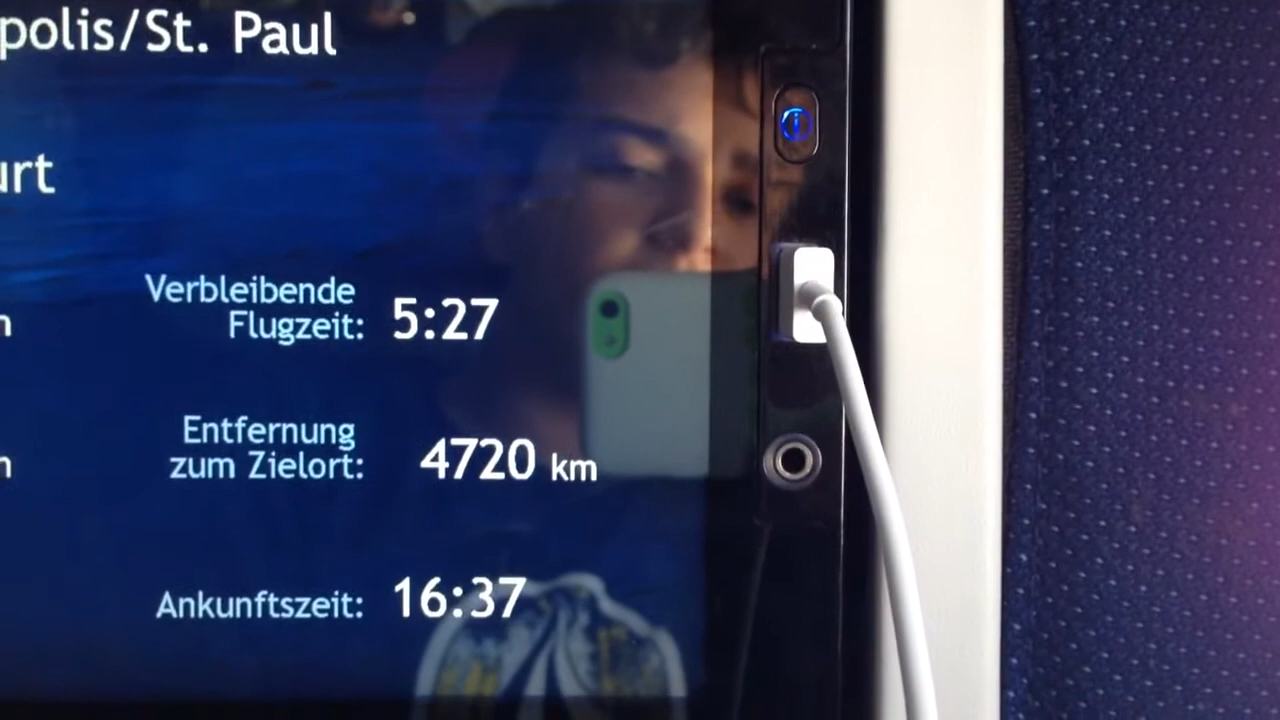 polis/St. Paul
urt
Verbleibende
Flugzeit: 5:27
n
Entfernung
zum Zielort: 4720 km
n
Ankunftszeit: 16:37